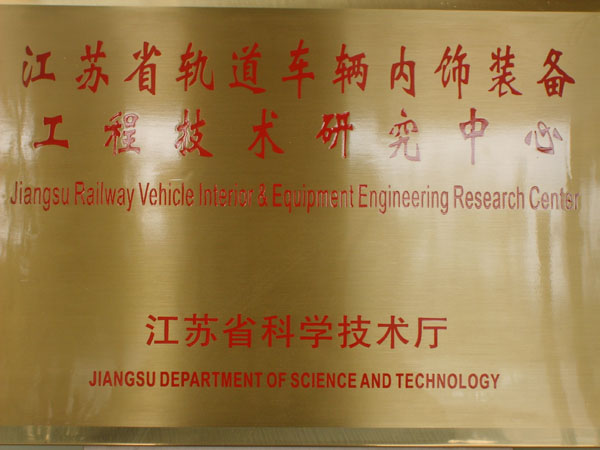 江苏省轨道车辆内饰装备
工程技术研究中心
Jiangsu Railway Vehicle Interior & Equipment Engineering Research Center
江苏省科学技术厅
JIANGSU DEPARTMENT OF SCIENCE AND TECHNOLOGY